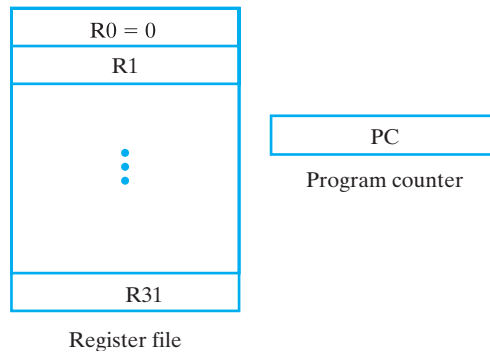 R0 = 0
R1
PC
Program counter
R31
Register file